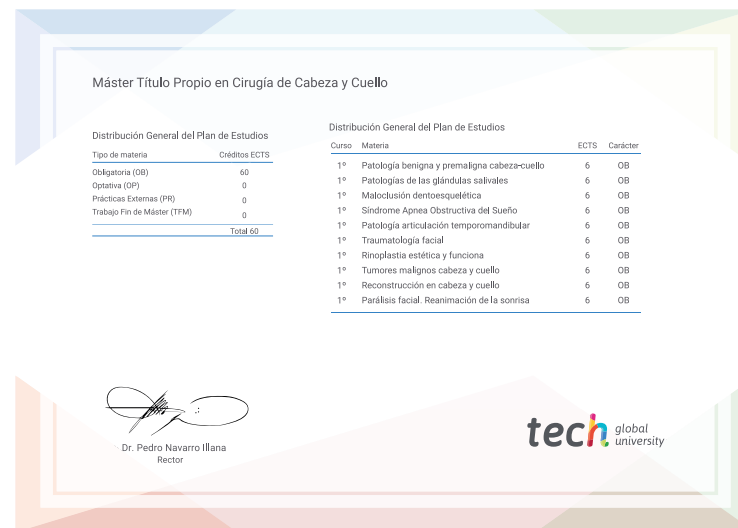 Máster Título Propio en Cirugía de Cabeza y Cuello
Distribución General del Plan de Estudios
Tipo de materia Créditos ECTS
Obligatoria (OB) 60
Optativa (OP) 0
Prácticas Externas (PR) 0
Trabajo Fin de Máster (TFM) 0
Total 60
Distribución General del Plan de Estudios
Curso Materia ECTS Carácter
1º Patología benigna y premaligna cabeza-cuello 6 OB
1º Patologías de las glándulas salivales 6 OB
1º Maloclusión dentoesquelética 6 OB
1º Síndrome Apnea Obstructiva del Sueño 6 OB
1º Patología articulación temporomandibular 6 OB
1º Traumatología facial 6 OB
1º Rinoplastia estética y funciona 6 OB
1º Tumores malignos cabeza y cuello 6 OB
1º Reconstrucción en cabeza y cuello 6 OB
1º Parálisis facial. Reanimación de la sonrisa 6 OB
Dr. Pedro Navarro Illana
Rector
tech global university